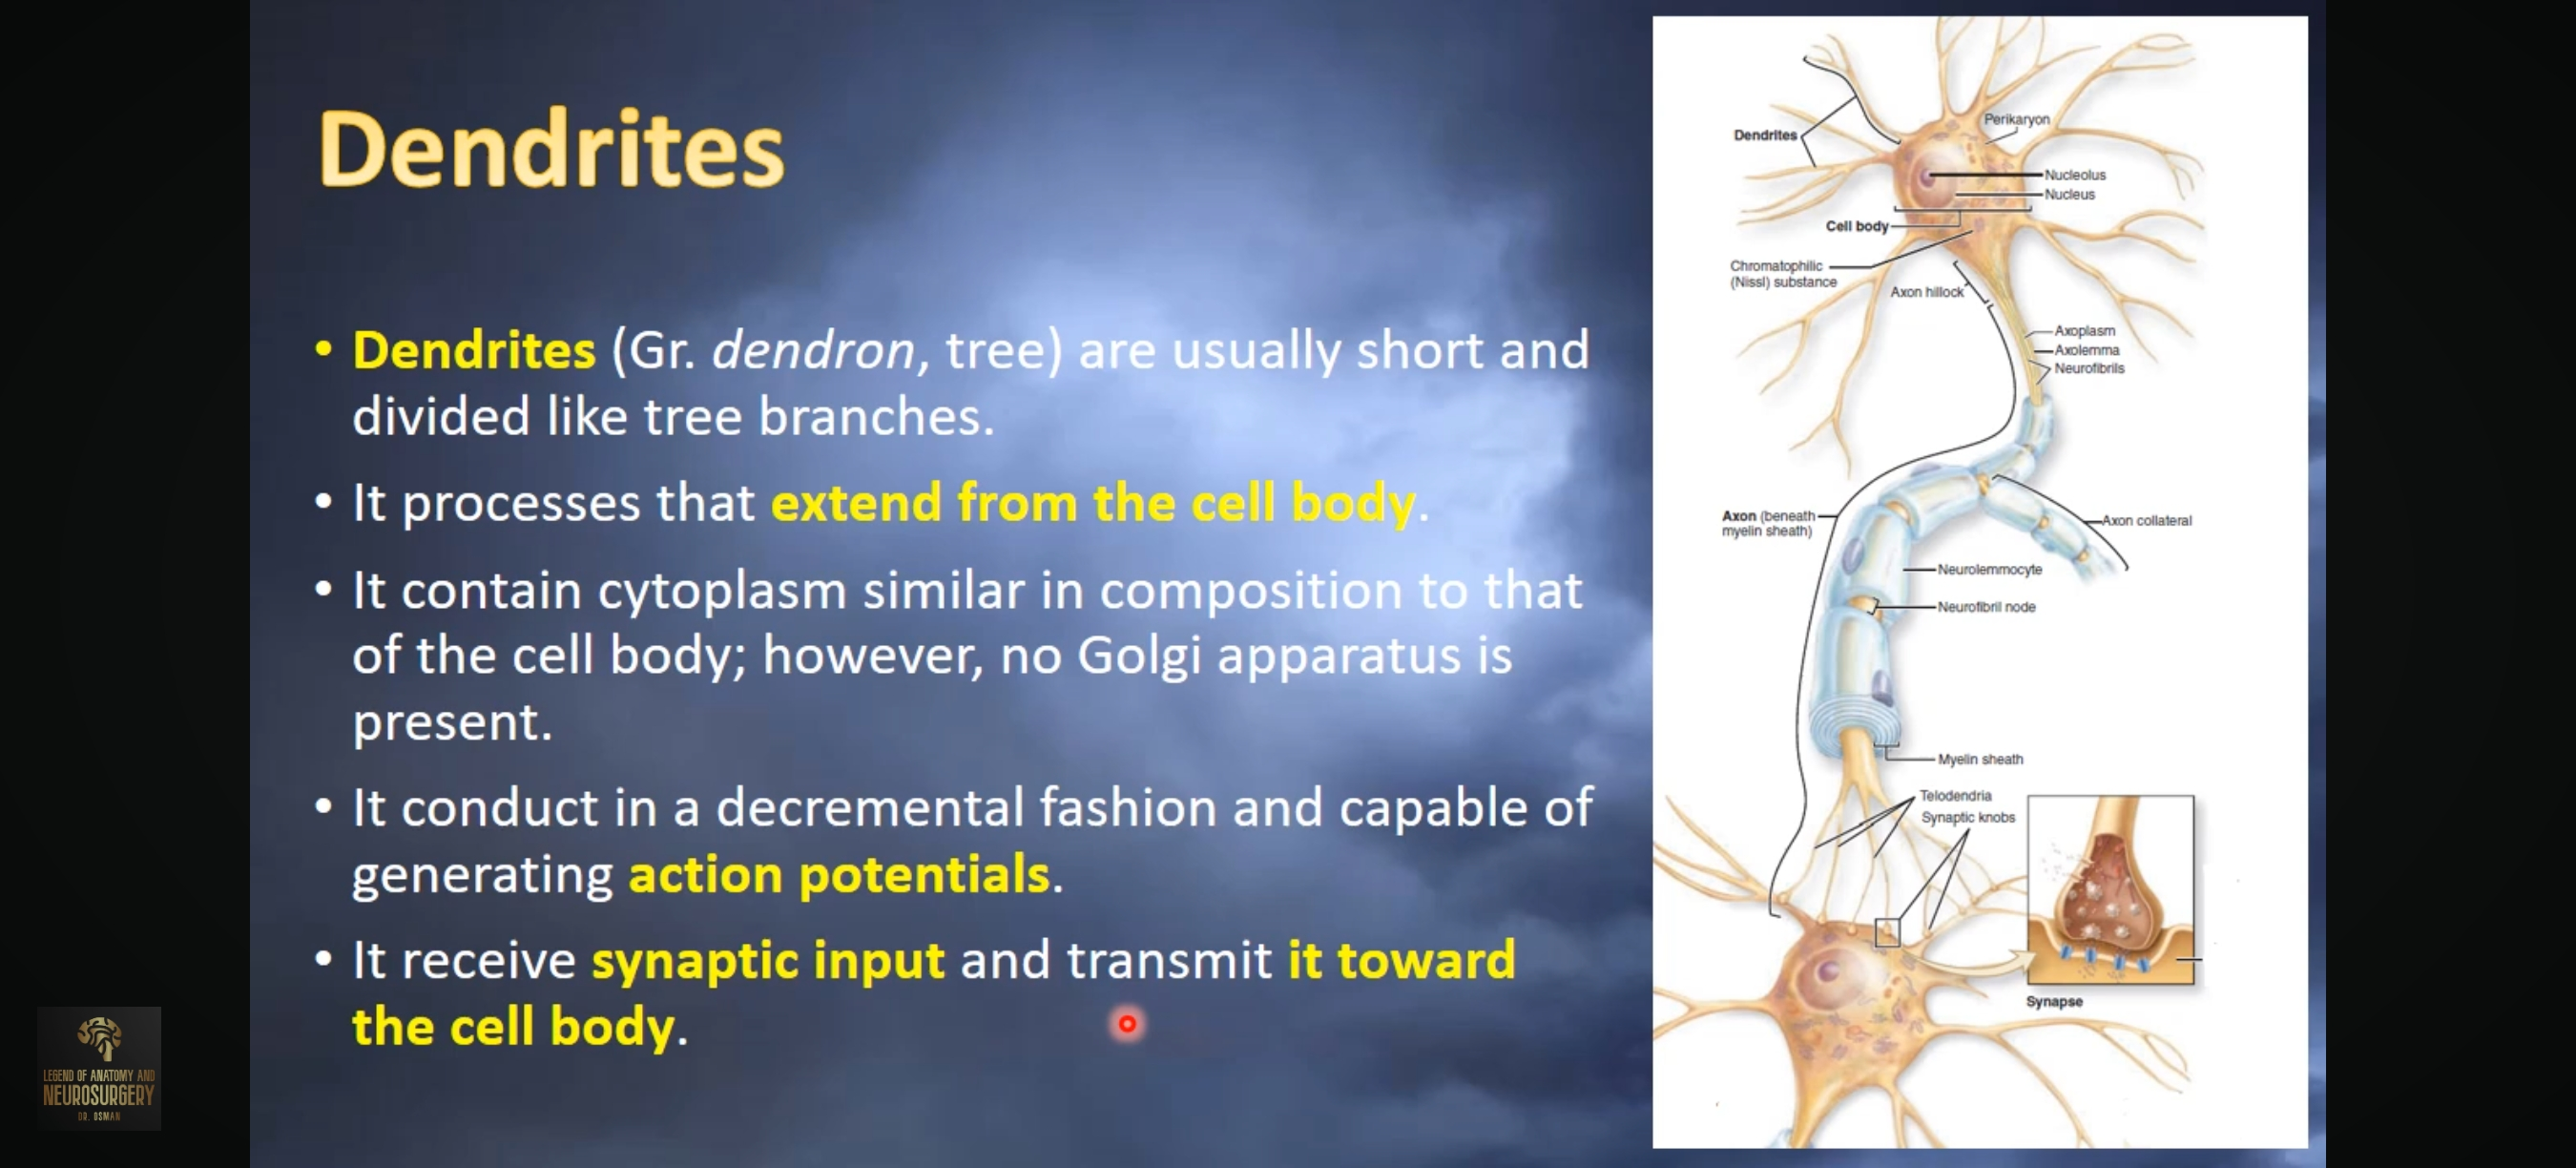 Dendrites
• Dendrites (Gr. dendron, tree) are usually short and
divided like tree branches.
• It processes that extend from the cell body.
• It contain cytoplasm similar in composition to that
of the cell body; however, no Golgi apparatus is
present.
• It conduct in a decremental fashion and capable of
generating action potentials.
• It receive synaptic input and transmit it toward
the cell body.
Dendrites
Perikaryon
Nucleolus
Nucleus
Cell body
Chromatophilic
(Nissl) substance
Axon hillock
Axoplasm
Axolemma
Neurofibrils
Axon (beneath
myelin sheath)
Axon collateral
Neurolemmocyte
Neurofibril node
Myelin sheath
Telodendria
Synaptic knobs
Synapse
LEGEND OF ANATOMY AND
NEUROSURGERY
DR. OSMAN